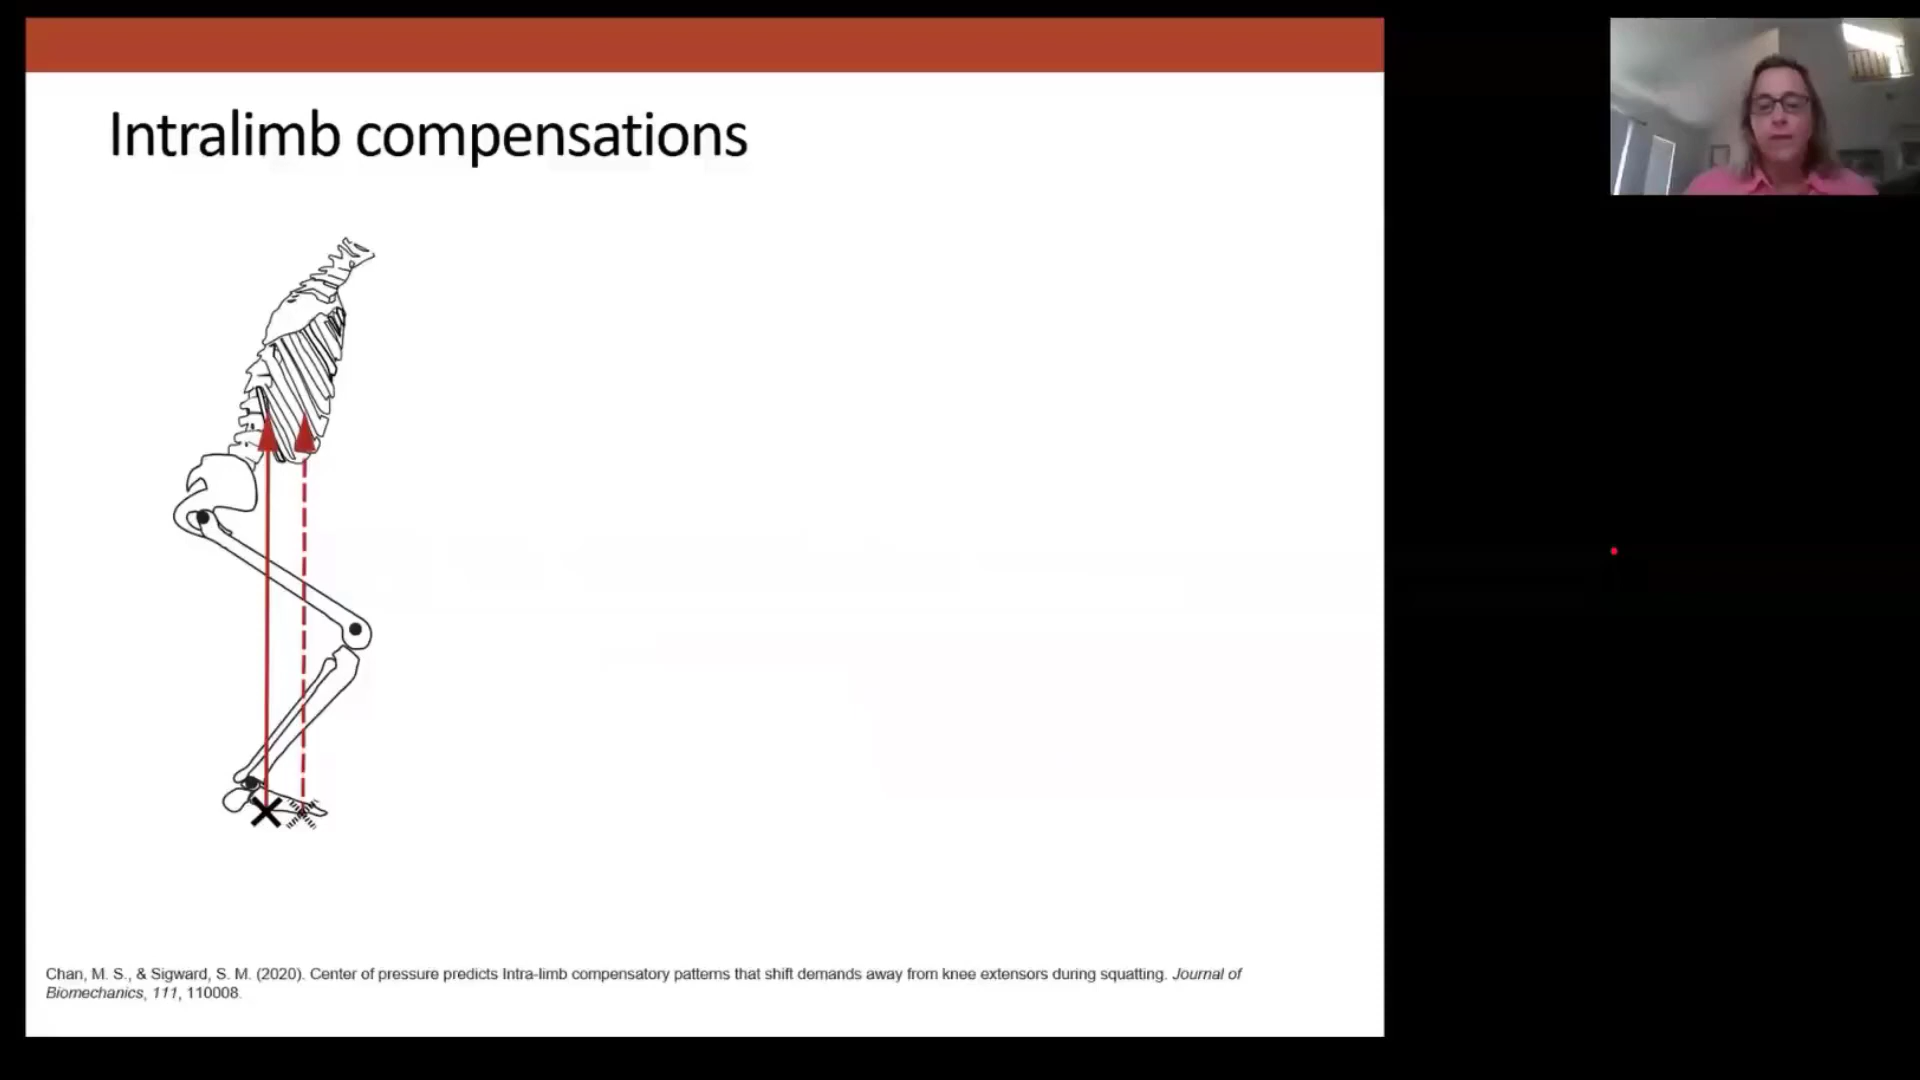 Intralimb compensations
Chan, M. S., & Sigward, S. M. (2020). Center of pressure predicts Intra-limb compensatory patterns that shift demands away from knee extensors during squatting. Journal of
Biomechanics, 111, 110008.